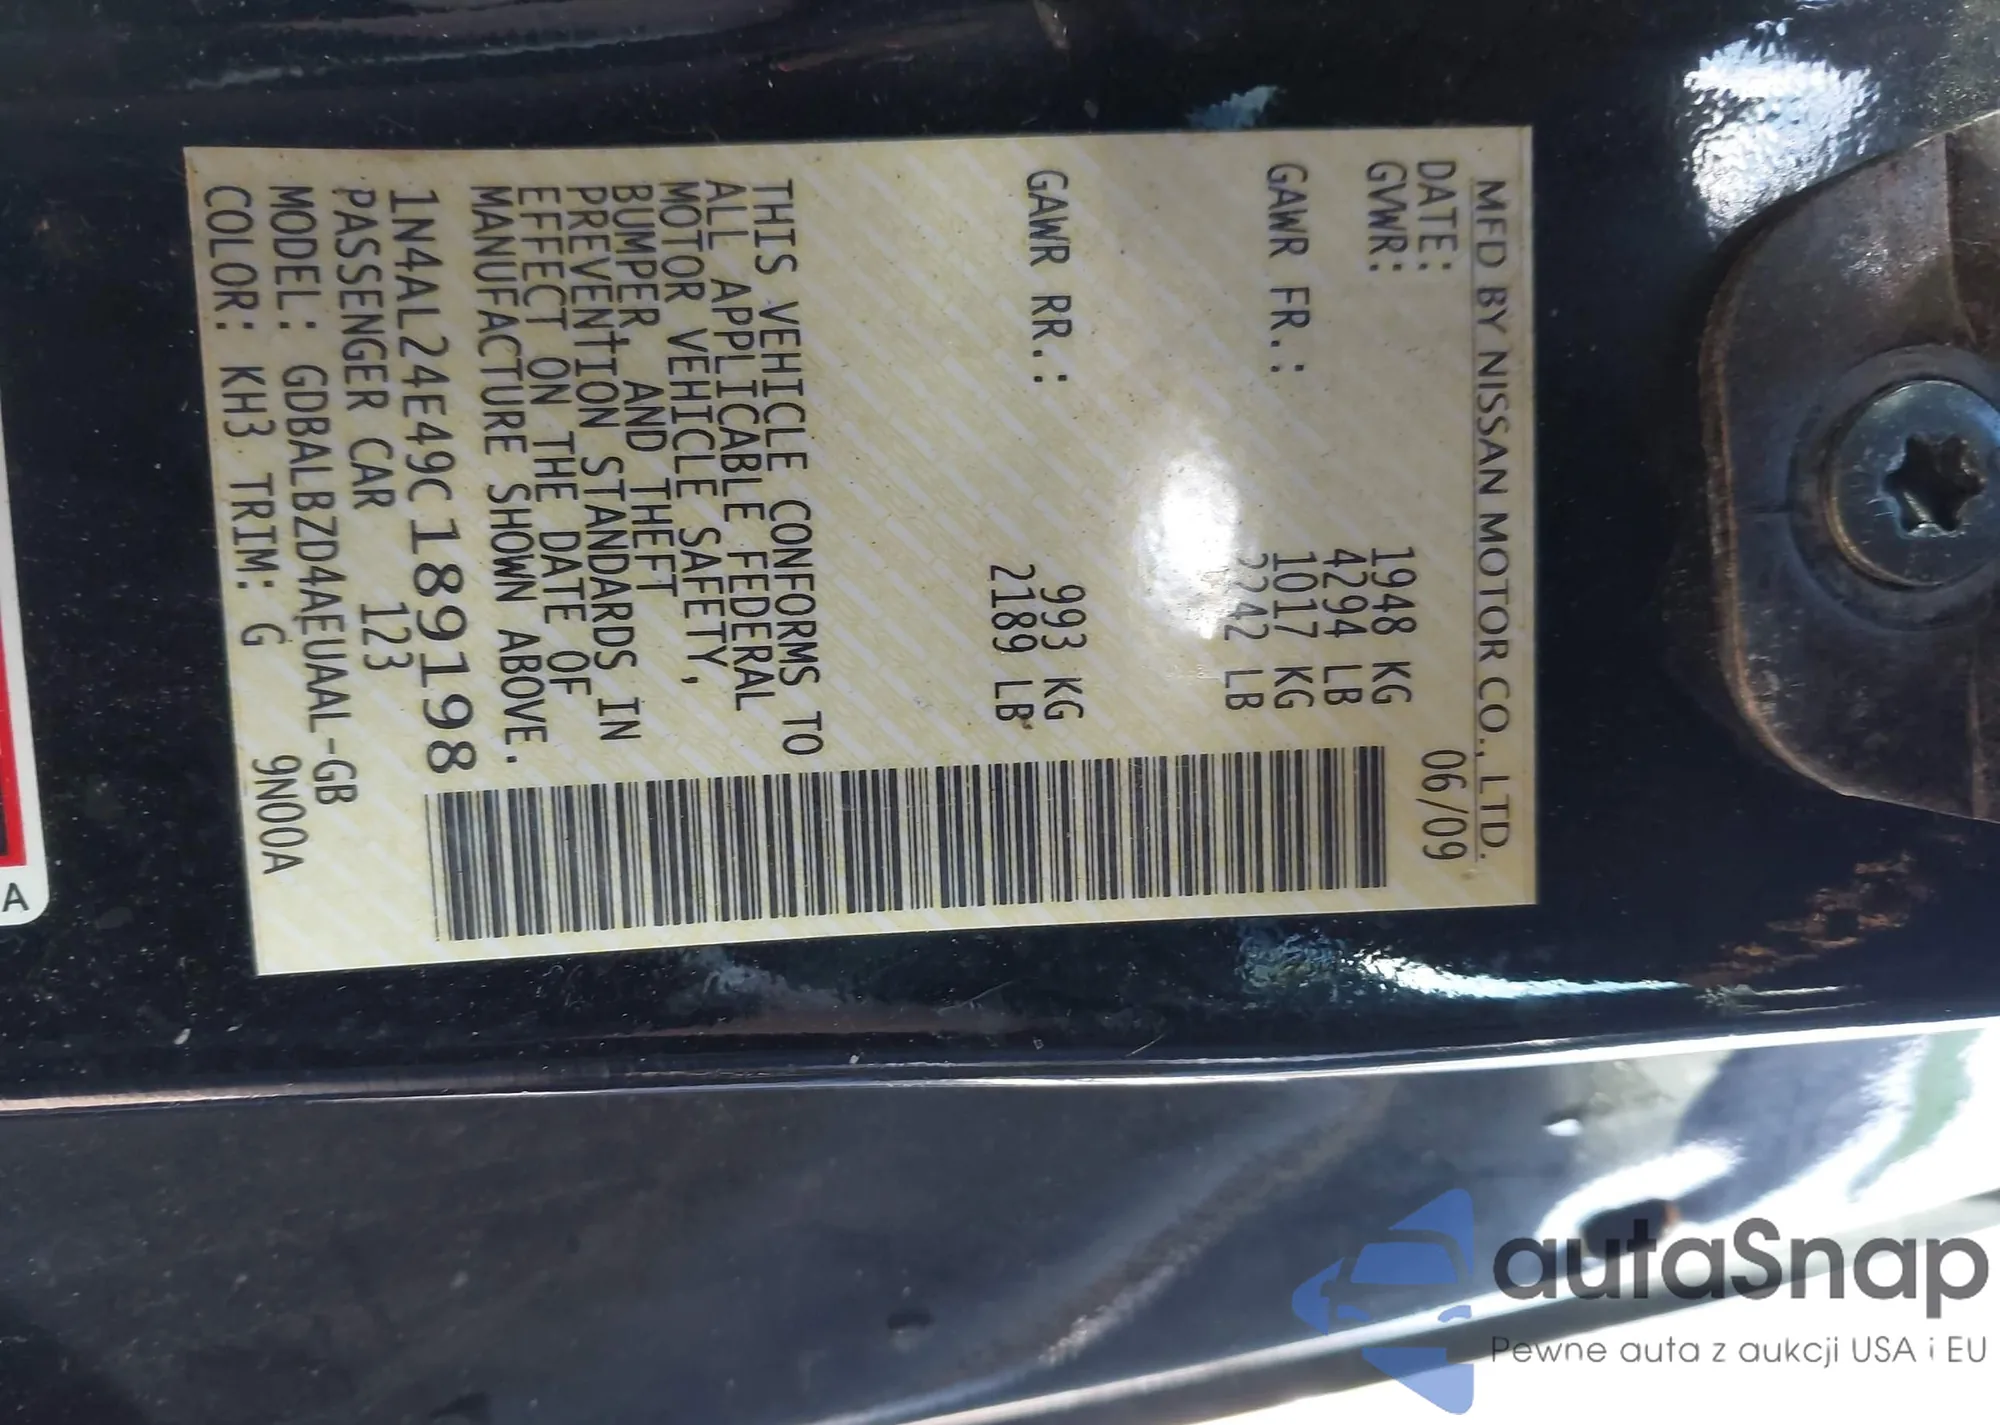 MFD BY NISSAN MOTOR CO., LTD.
DATE: 06/09
GVWR: 1948 KG
4294 LB
GAWR FR.: 1017 KG
2242 LB
GAWR RR.: 993 KG
2189 LB
THIS VEHICLE CONFORMS TO
ALL APPLICABLE FEDERAL
MOTOR VEHICLE SAFETY,
BUMPER AND THEFT
PREVENTION STANDARDS IN
EFFECT ON THE DATE OF
MANUFACTURE SHOWN ABOVE.
1N4AL24E49C189198
PASSENGER CAR 123
MODEL: GDBALBZD4AEUAAL-GB
COLOR: KH3 TRIM: G 9N00A
A
autaSnap
Pewne auta z aukcji USA i EU